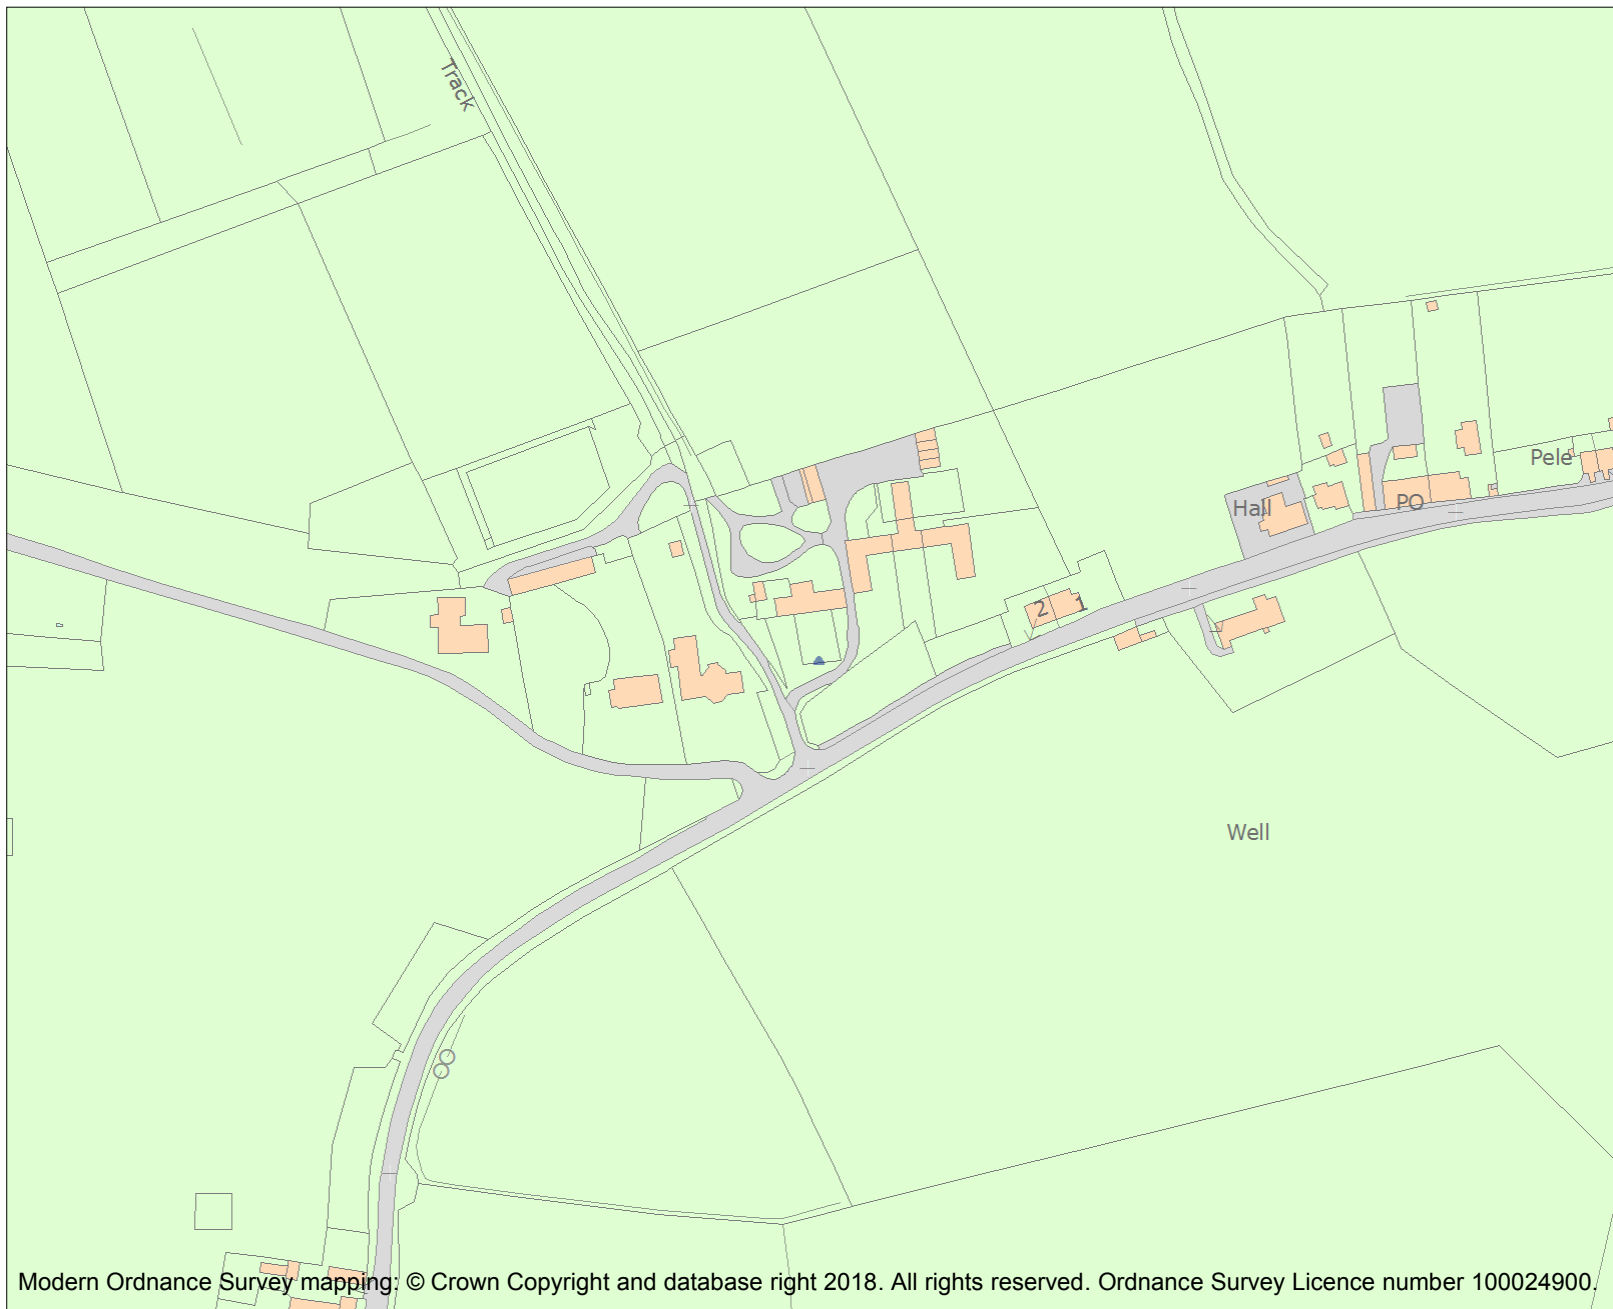 Track
Pele
Hall
PO
2
1
Well
Modern Ordnance Survey mapping: © Crown Copyright and database right 2018. All rights reserved. Ordnance Survey Licence number 100024900.